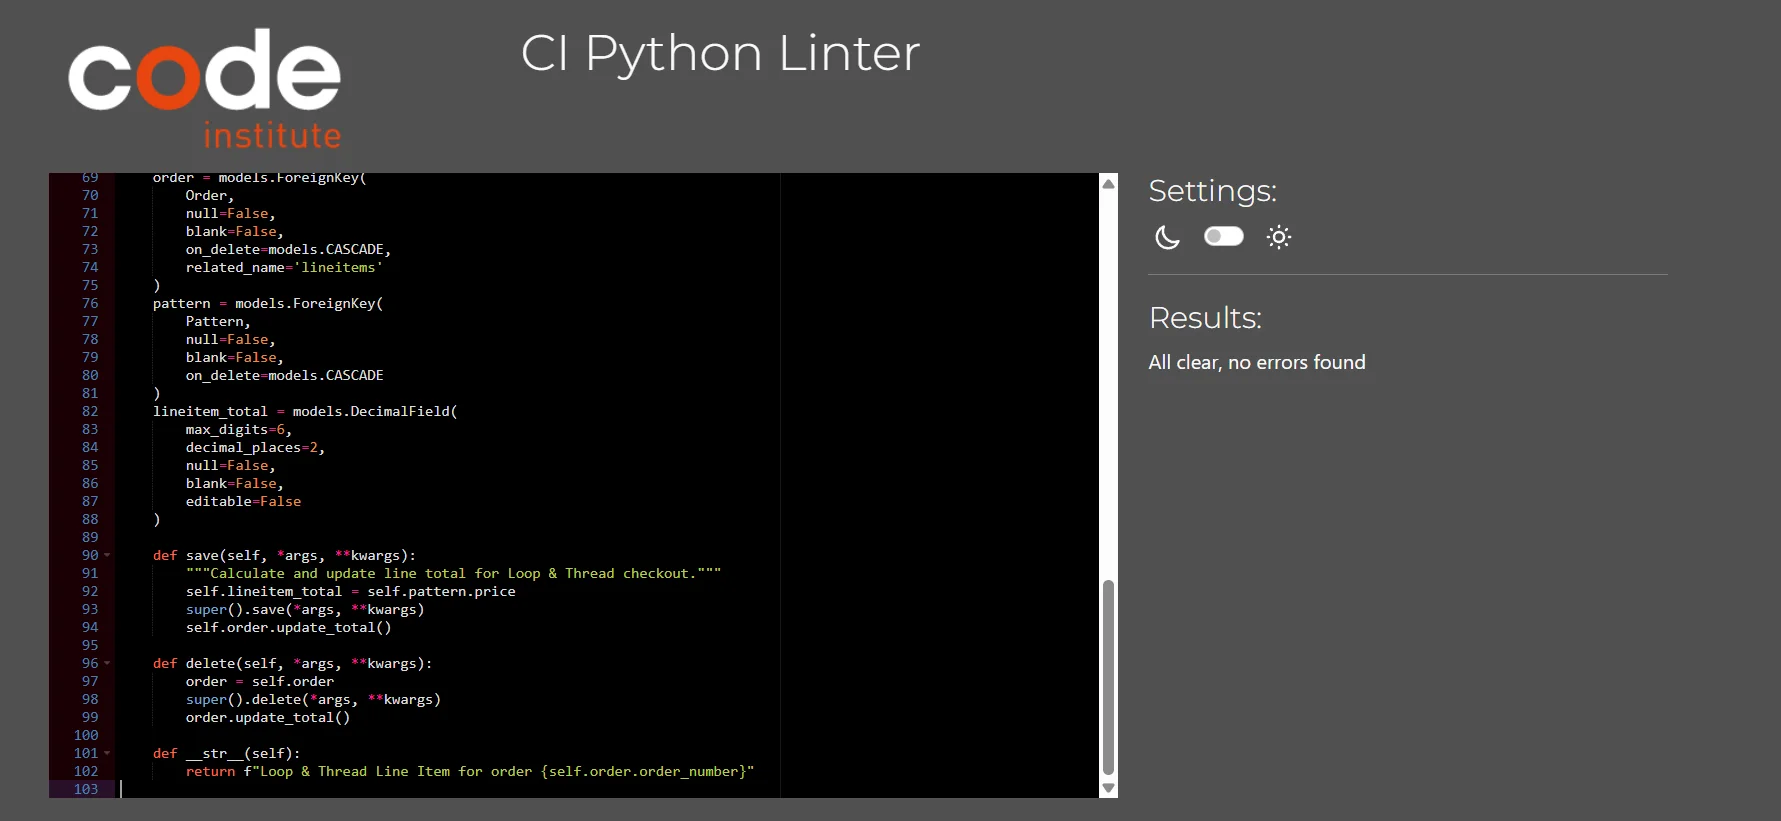 code
institute
CI Python Linter
69 order = models.ForeignKey(
70 Order,
71 null=False,
72 blank=False,
73 on_delete=models.CASCADE,
74 related_name='lineitems'
75 )
76 pattern = models.ForeignKey(
77 Pattern,
78 null=False,
79 blank=False,
80 on_delete=models.CASCADE
81 )
82 lineitem_total = models.DecimalField(
83 max_digits=6,
84 decimal_places=2,
85 null=False,
86 blank=False,
87 editable=False
88 )
89
90 def save(self, *args, **kwargs):
91 """Calculate and update line total for Loop & Thread checkout."""
92 self.lineitem_total = self.pattern.price
93 super().save(*args, **kwargs)
94 self.order.update_total()
95
96 def delete(self, *args, **kwargs):
97 order = self.order
98 super().delete(*args, **kwargs)
99 order.update_total()
100
101 def __str__(self):
102 return f"Loop & Thread Line Item for order {self.order.order_number}"
103
Settings:
Results:
All clear, no errors found